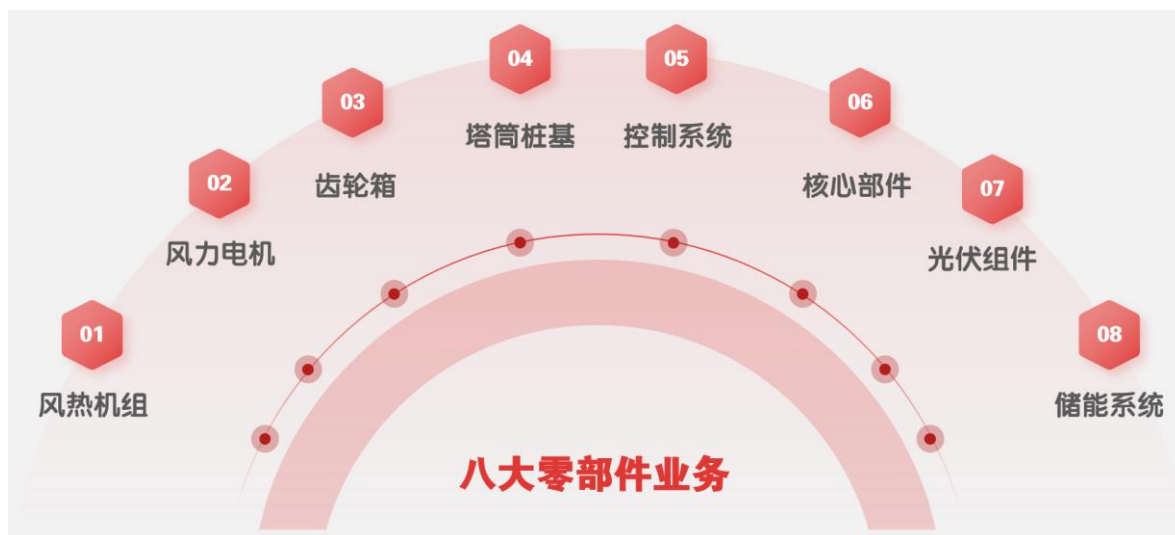 01
风热机组
02
风力电机
03
齿轮箱
04
塔筒桩基
05
控制系统
06
核心部件
07
光伏组件
08
储能系统
八大零部件业务